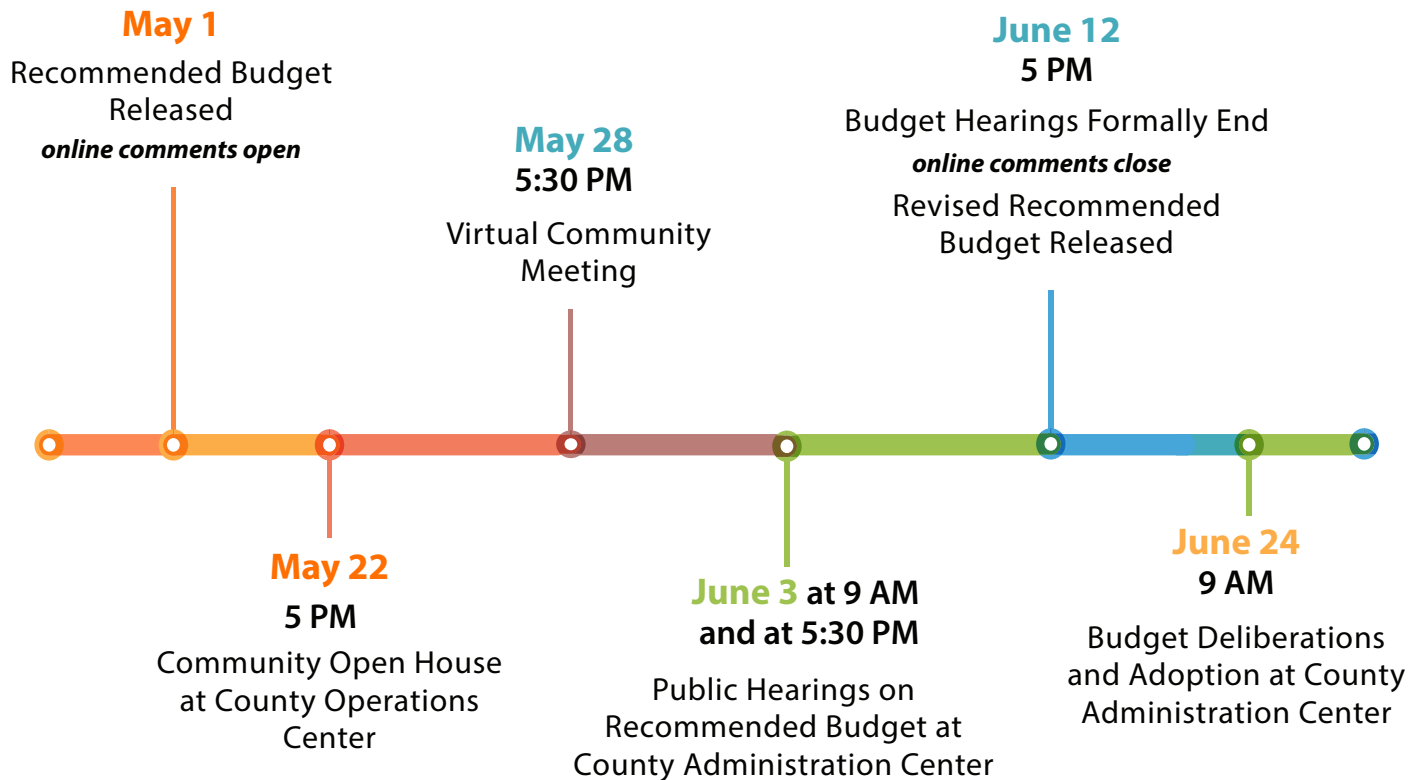 May 1
Recommended Budget
Released
online comments open
May 22
5 PM
Community Open House
at County Operations
Center
May 28
5:30 PM
Virtual Community
Meeting
June 3 at 9 AM
and at 5:30 PM
Public Hearings on
Recommended Budget at
County Administration Center
June 12
5 PM
Budget Hearings Formally End
online comments close
Revised Recommended
Budget Released
June 24
9 AM
Budget Deliberations
and Adoption at County
Administration Center